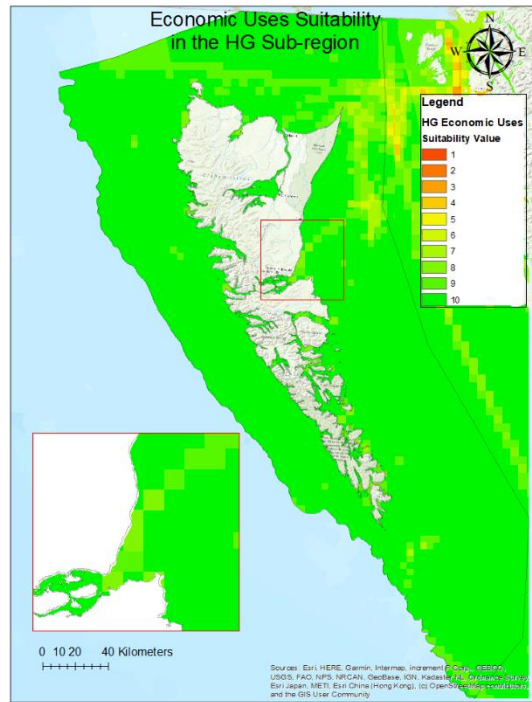 Economic Uses Suitability
in the HG Sub-region
N
W
E
S
Legend
HG Economic Uses
Suitability Value
1
2
3
4
5
6
7
8
9
10
0 10 20 40 Kilometers
Sources: Esri, HERE, Garmin, Intermap, increment P Corp., GEBCO,
USGS, FAO, NPS, NRCAN, GeoBase, IGN, Kadaster NL, Ordnance Survey,
Esri Japan, METI, Esri China (Hong Kong), (c) OpenStreetMap contributors,
and the GIS User Community